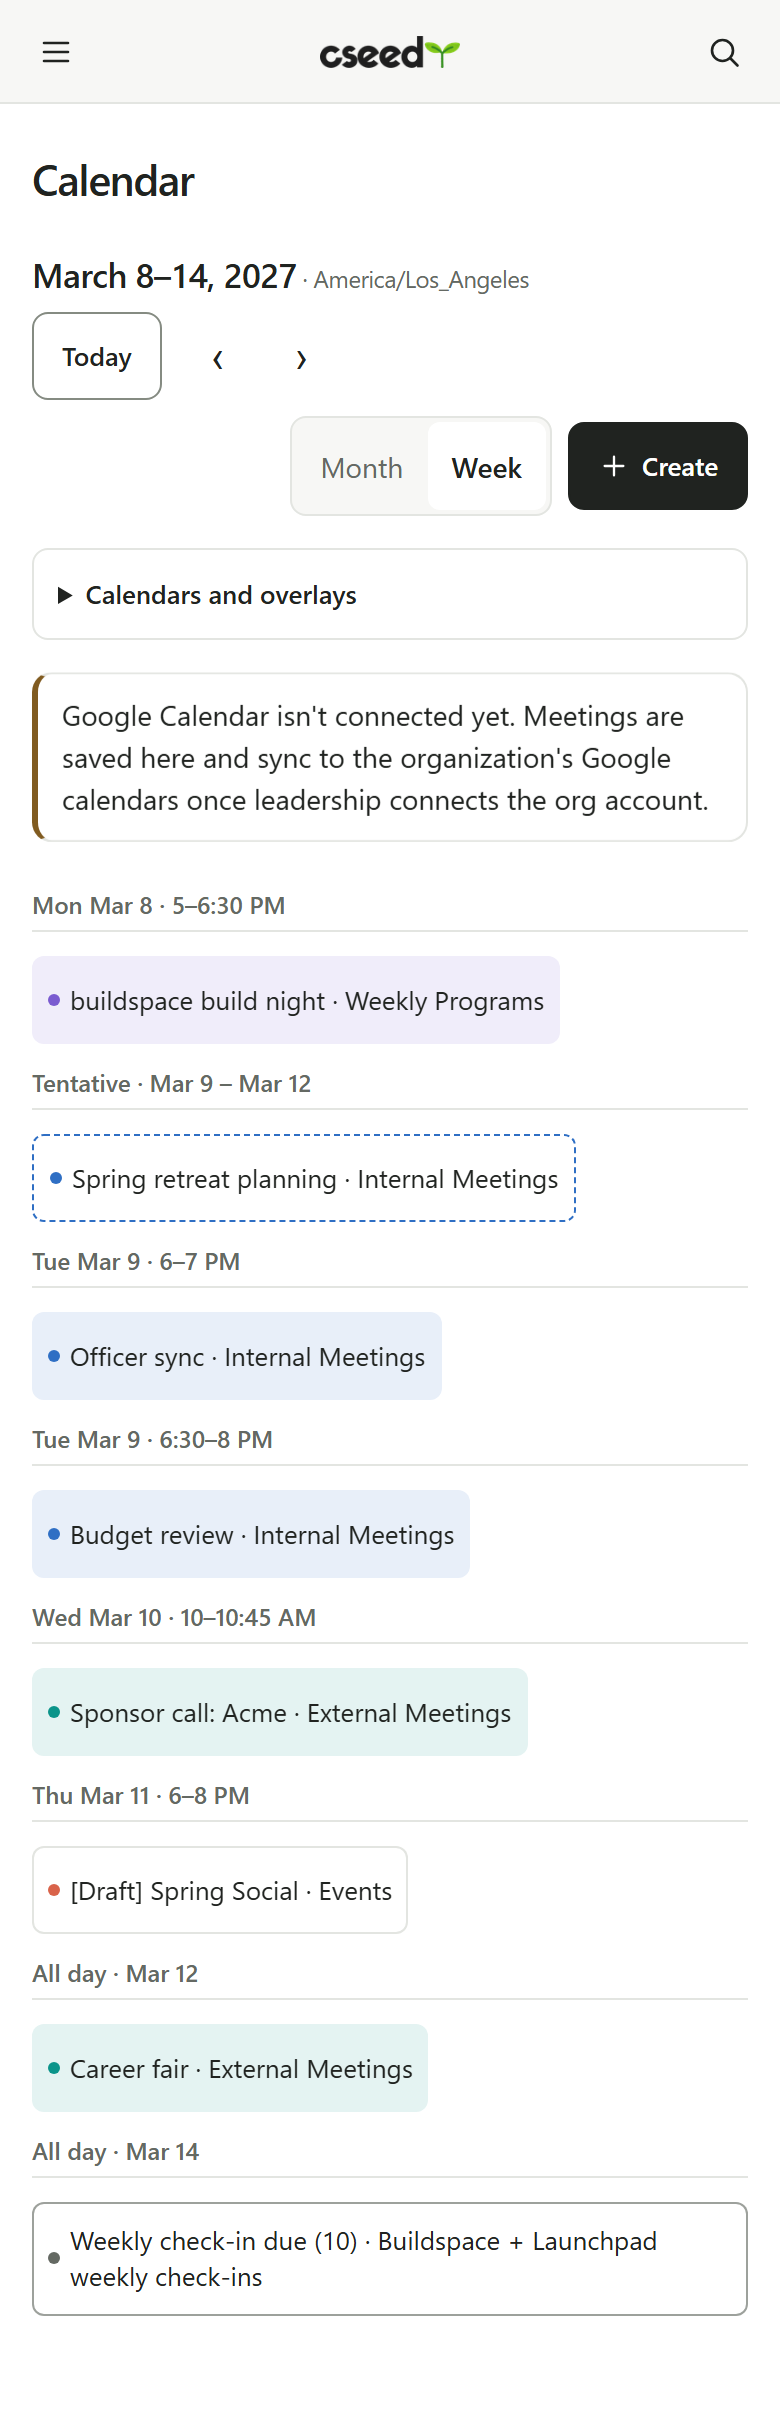 cseed
Calendar
March 8–14, 2027 · America/Los_Angeles
Today ‹ ›
Month Week + Create
▶ Calendars and overlays
Google Calendar isn't connected yet. Meetings are
saved here and sync to the organization's Google
calendars once leadership connects the org account.
Mon Mar 8 · 5–6:30 PM
buildspace build night · Weekly Programs
Tentative · Mar 9 – Mar 12
Spring retreat planning · Internal Meetings
Tue Mar 9 · 6–7 PM
Officer sync · Internal Meetings
Tue Mar 9 · 6:30–8 PM
Budget review · Internal Meetings
Wed Mar 10 · 10–10:45 AM
Sponsor call: Acme · External Meetings
Thu Mar 11 · 6–8 PM
[Draft] Spring Social · Events
All day · Mar 12
Career fair · External Meetings
All day · Mar 14
Weekly check-in due (10) · Buildspace + Launchpad
weekly check-ins